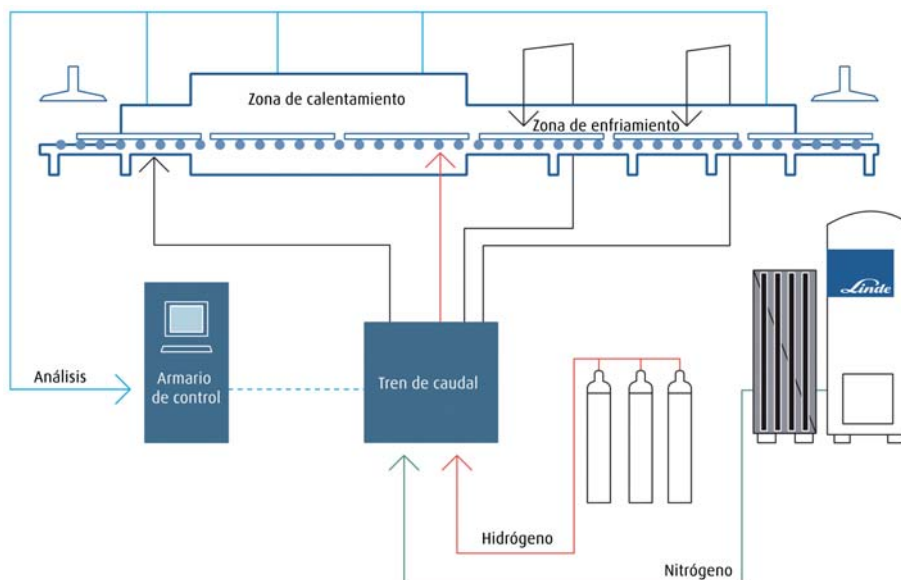 Zona de calentamiento
Zona de enfriamiento
Linde
Análisis
Armario
de control
Tren de caudal
Hidrógeno
Nitrógeno